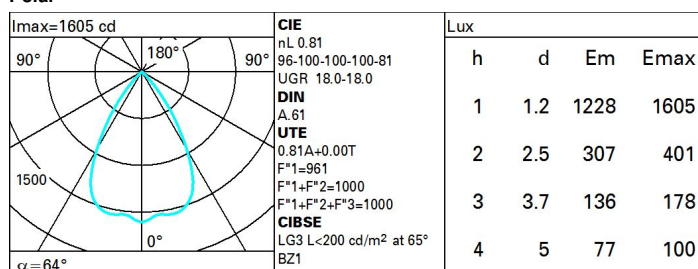 Imax=1605 cd
90°
180°
90°
1500
0°
α=64°
CIE
nL 0.81
96-100-100-100-81
UGR 18.0-18.0
DIN
A.61
UTE
0.81A+0.00T
F"1=961
F"1+F"2=1000
F"1+F"2+F"3=1000
CIBSE
LG3 L<200 cd/m² at 65°
BZ1
Lux
h d Em Emax
1 1.2 1228 1605
2 2.5 307 401
3 3.7 136 178
4 5 77 100